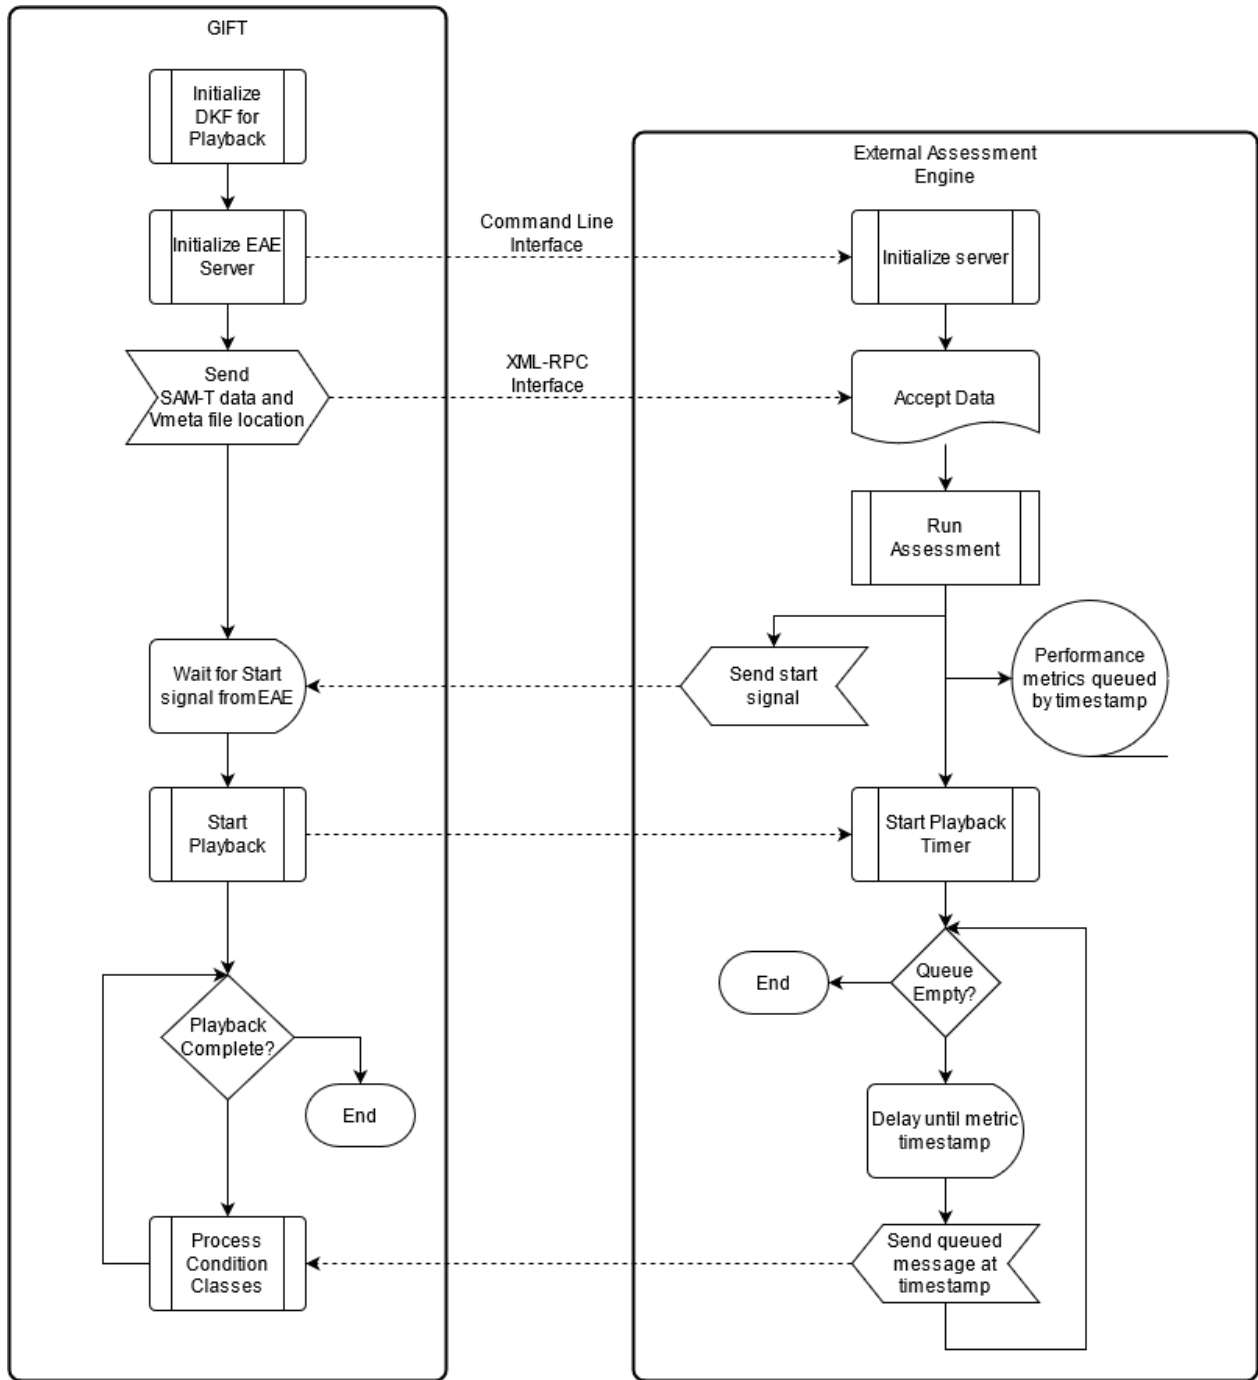 GIFT
Initialize
DKF for
Playback
Initialize EAE
Server
Command Line
Interface
Send
SAM-T data and
Vmeta file location
XML-RPC
Interface
Wait for Start
signal from EAE
Start
Playback
Playback
Complete?
End
Process
Condition
Classes
External Assessment
Engine
Initialize server
Accept Data
Run
Assessment
Send start
signal
Performance
metrics queued
by timestamp
Start Playback
Timer
Queue
Empty?
End
Delay until metric
timestamp
Send queued
message at
timestamp